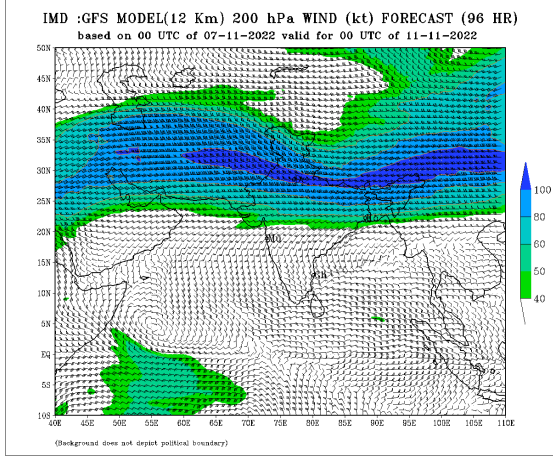 IMD :GFS MODEL(12 Km) 200 hPa WIND (kt) FORECAST (96 HR)
based on 00 UTC of 07-11-2022 valid for 00 UTC of 11-11-2022
50N
45N
40N
35N
30N
25N
20N
15N
10N
5N
EQ
5S
10S
40E 45E 50E 55E 60E 65E 70E 75E 80E 85E 90E 95E 100E 105E 110E
Mu
Ch
100
80
60
50
40
(Background does not depict political boundary)